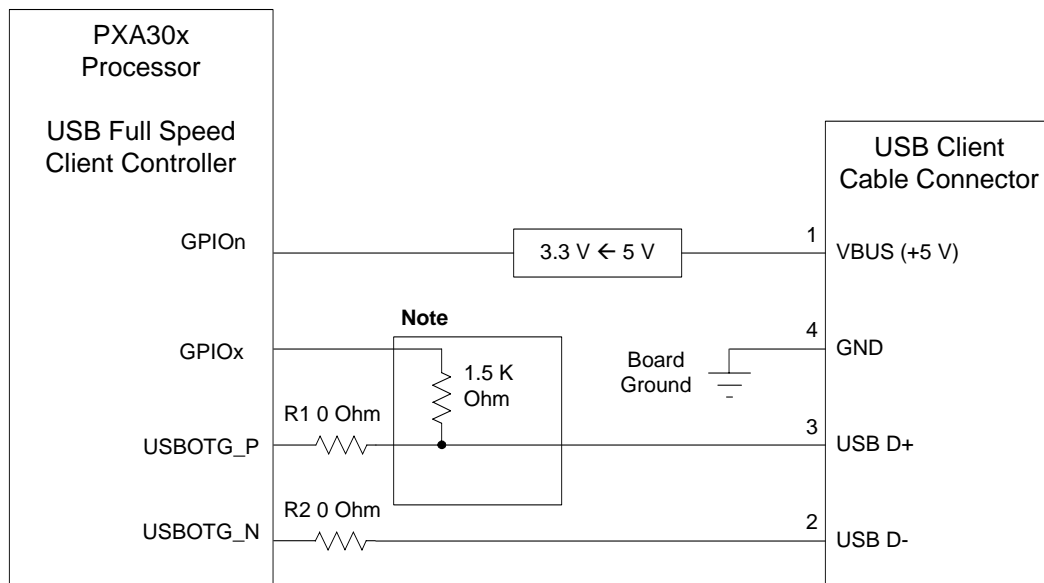 PXA30x
Processor
USB Full Speed
Client Controller
USB Client
Cable Connector
GPIOn
3.3 V ← 5 V
1
VBUS (+5 V)
Note
GPIOx
1.5 K
Ohm
Board
Ground
4
GND
R1 0 Ohm
USBOTG_P
3
USB D+
R2 0 Ohm
USBOTG_N
2
USB D-